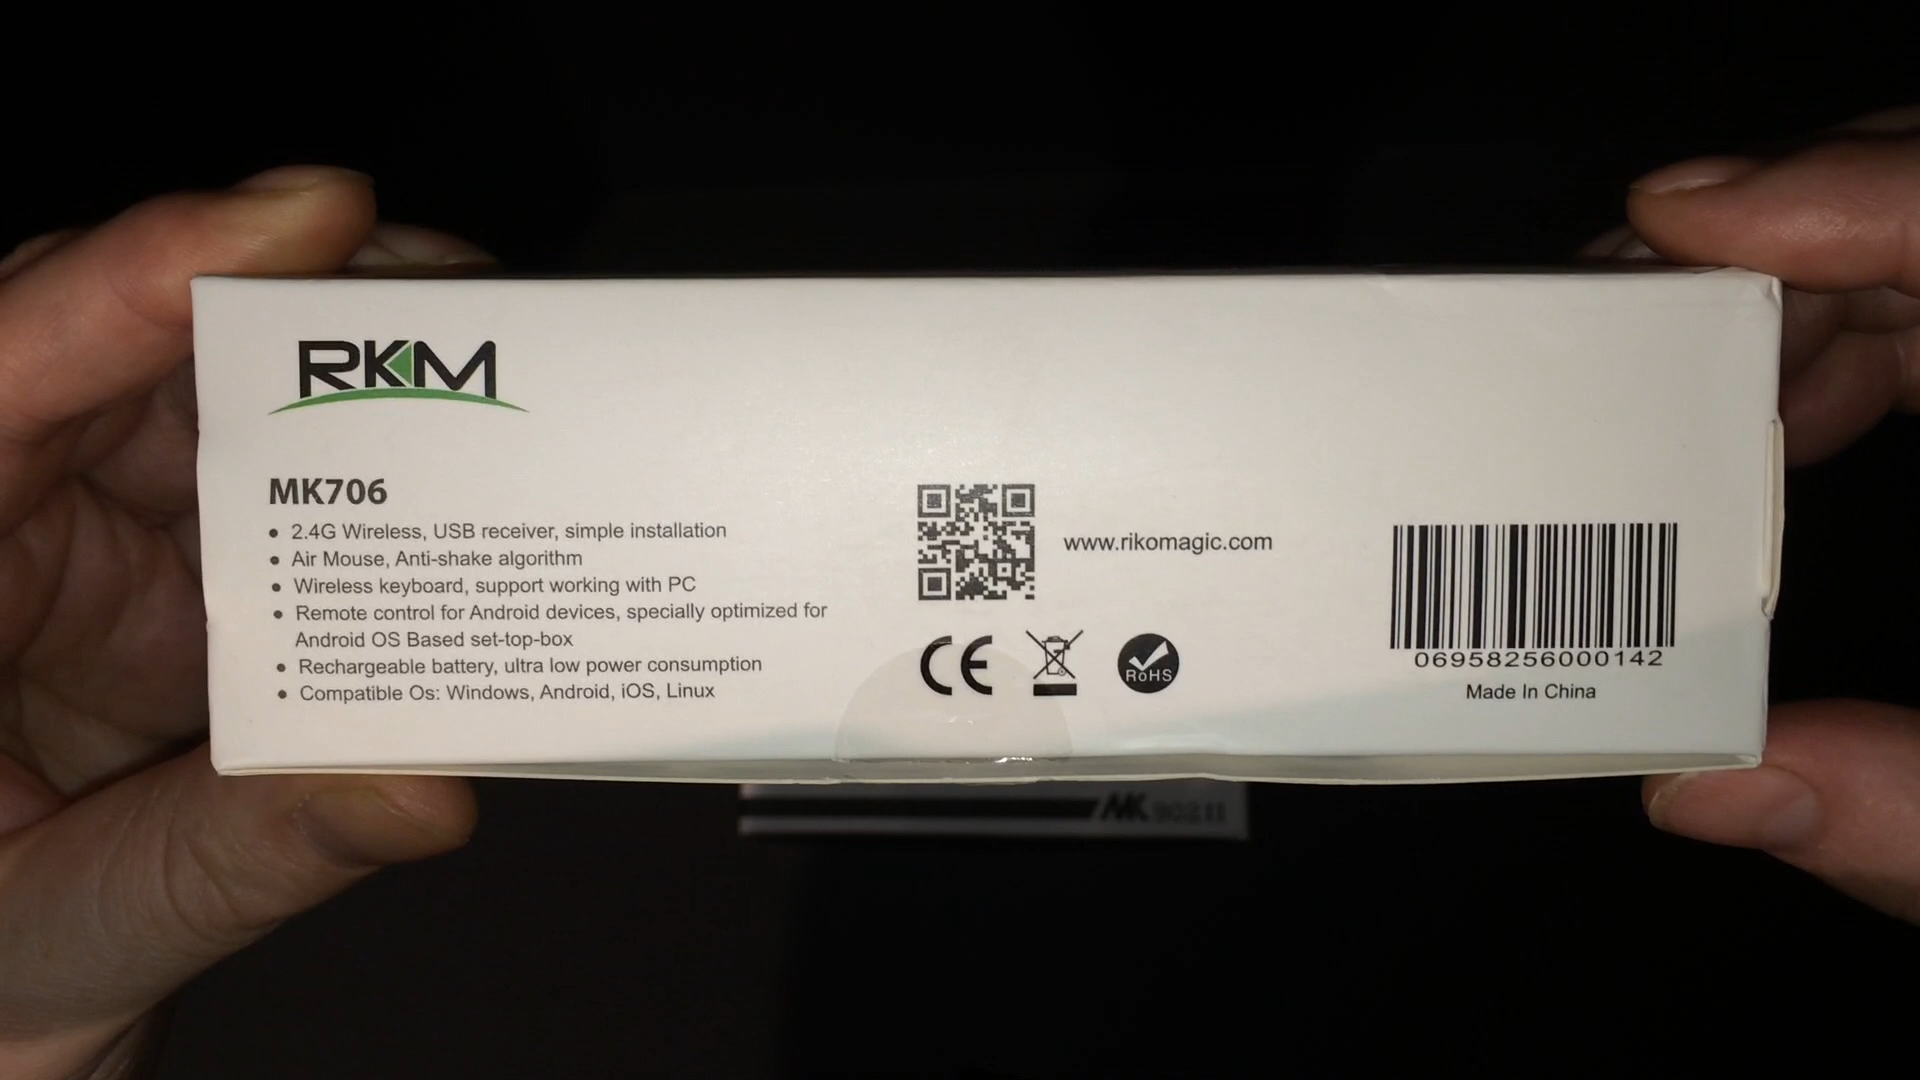 RKM
MK706
• 2.4G Wireless, USB receiver, simple installation
• Air Mouse, Anti-shake algorithm
• Wireless keyboard, support working with PC
• Remote control for Android devices, specially optimized for
Android OS Based set-top-box
• Rechargeable battery, ultra low power consumption
• Compatible Os: Windows, Android, iOS, Linux
www.rikomagic.com
CE
RoHS
06958256000142
Made In China
MK